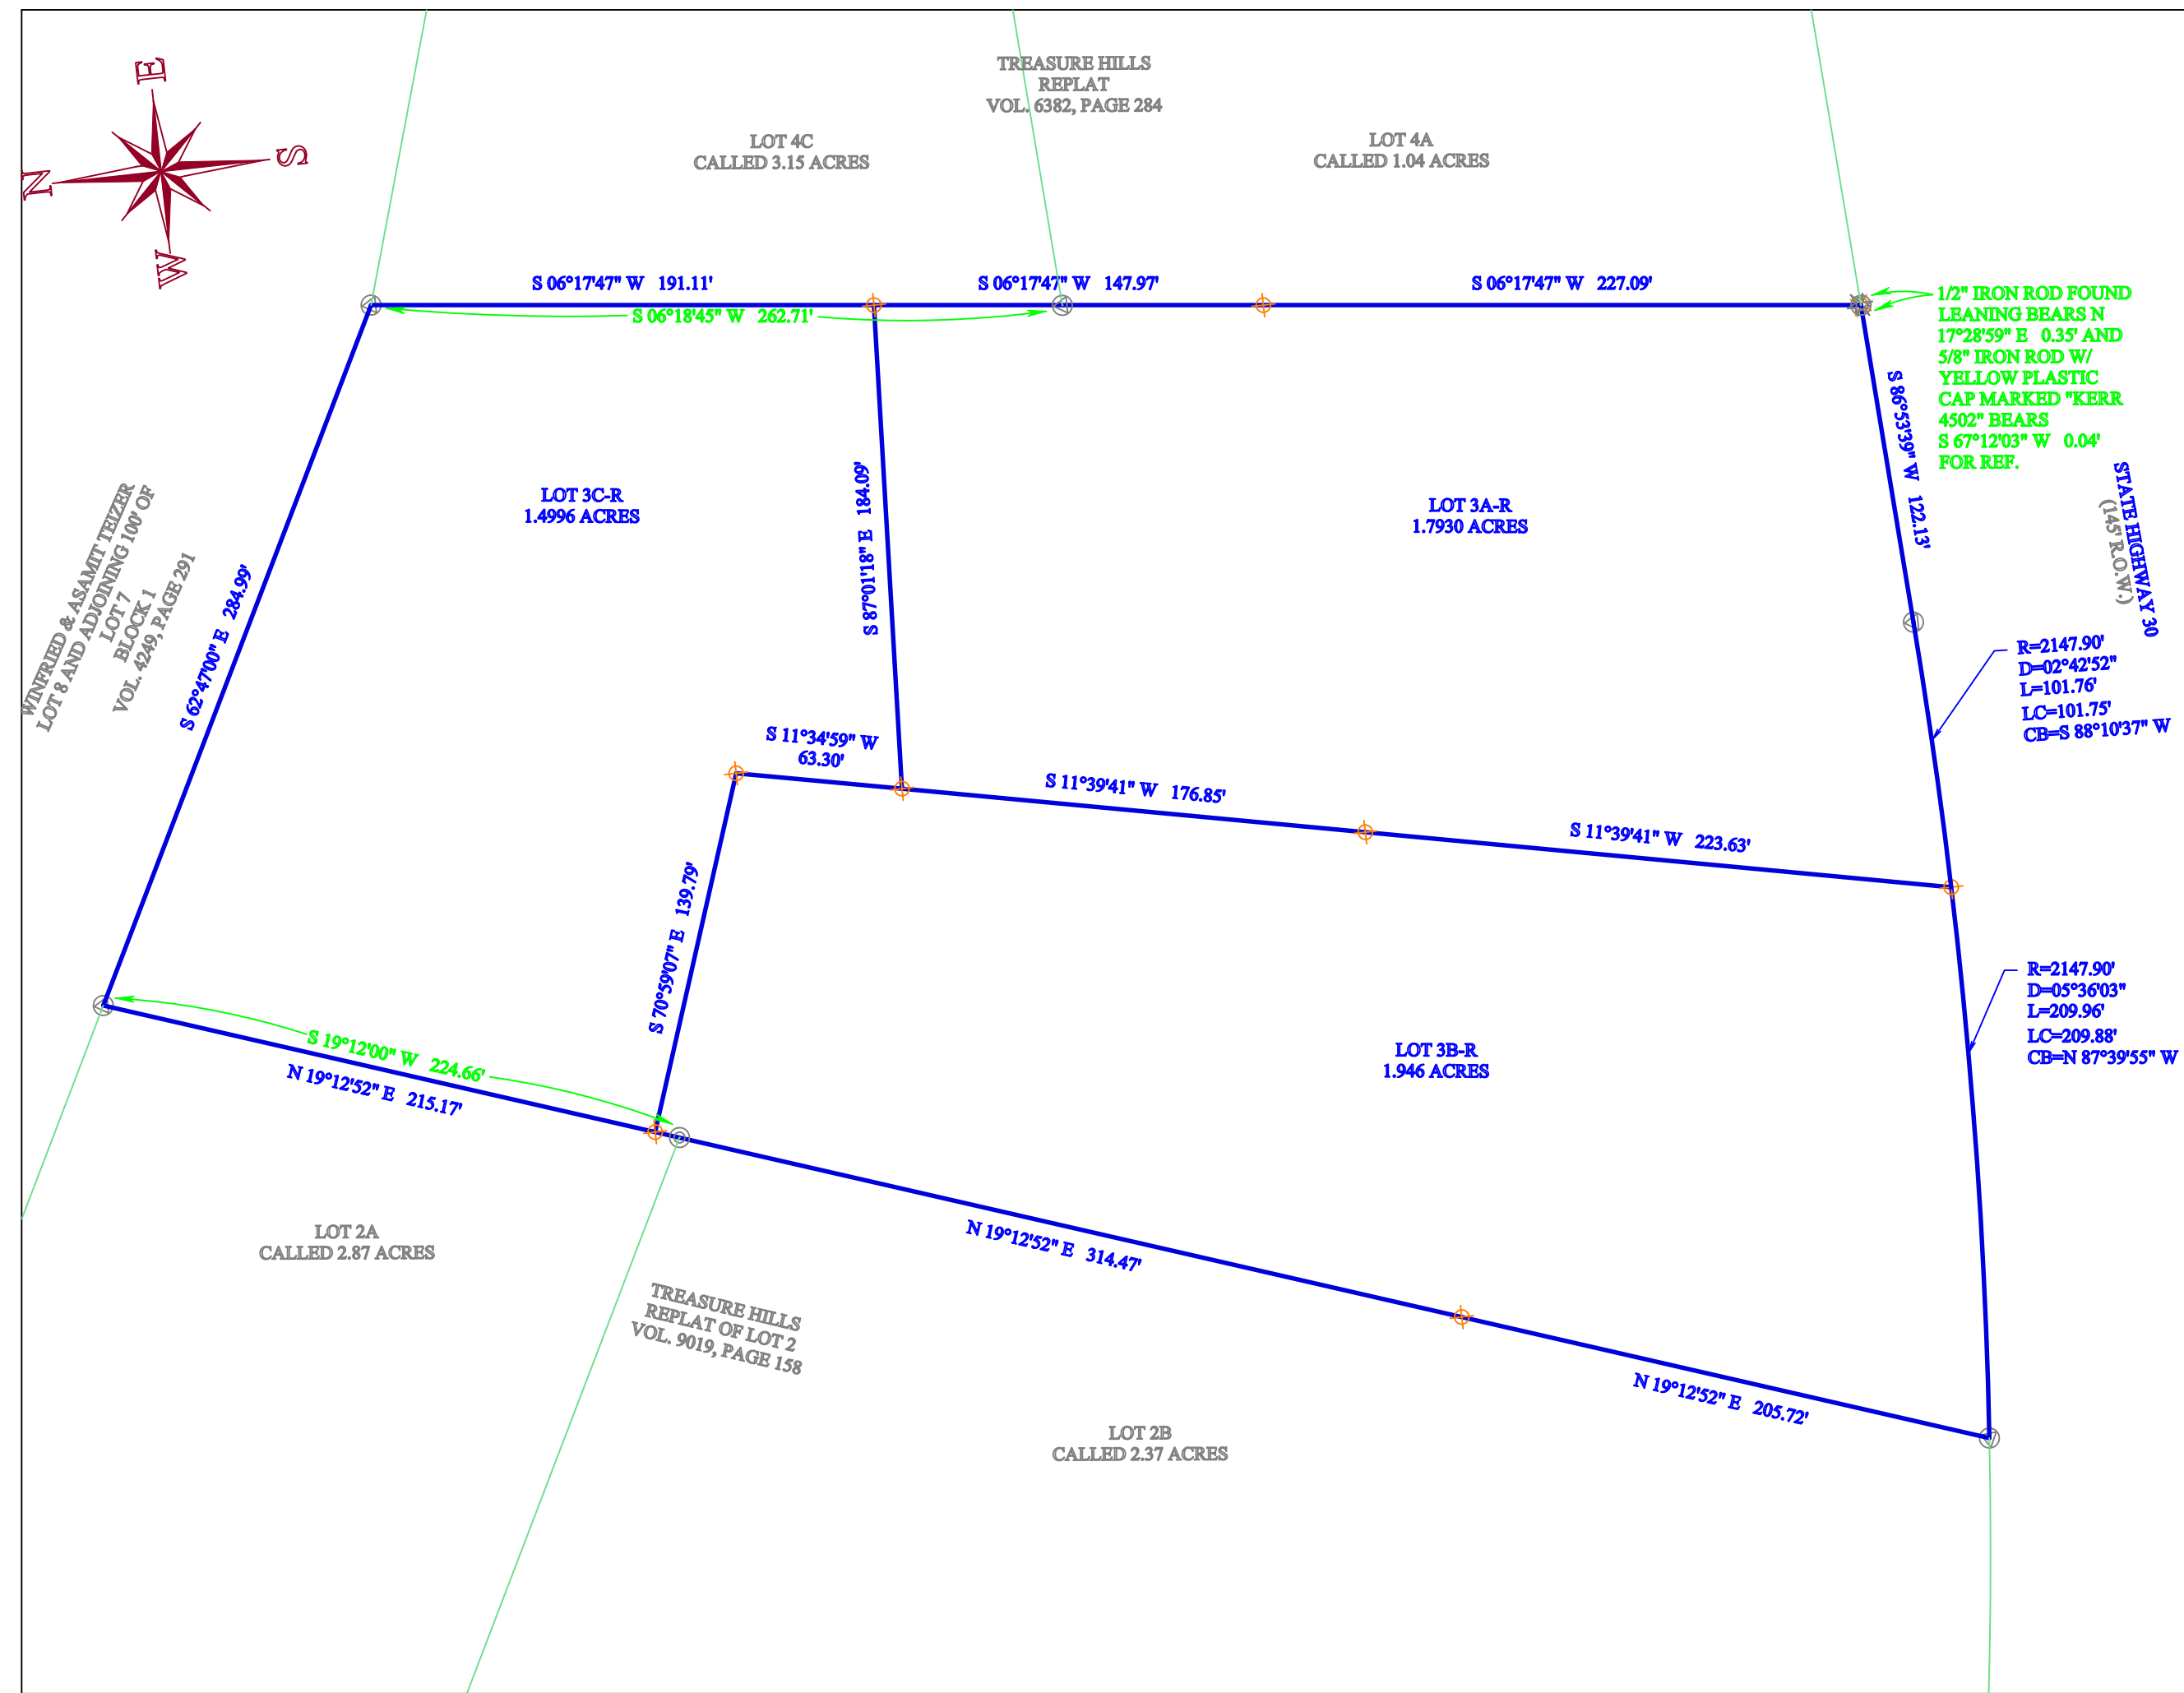 E
N
S
W
TREASURE HILLS
REPLAT
VOL. 6382, PAGE 284
LOT 4C
CALLED 3.15 ACRES
LOT 4A
CALLED 1.04 ACRES
S 06°17'47" W 191.11'
S 06°17'47" W 147.97'
S 06°17'47" W 227.09'
S 06°18'45" W 262.71'
1/2" IRON ROD FOUND
LEANING BEARS N
17°28'59" E 0.35' AND
5/8" IRON ROD W/
YELLOW PLASTIC
CAP MARKED "KERR
4502" BEARS
S 67°12'03" W 0.04'
FOR REF.
S 86°53'39" W 122.13'
STATE HIGHWAY 30
(145' R.O.W.)
WINFRIED & ASAMIT TEIZER
LOT 8 AND ADJOINING 100' OF
LOT 7
BLOCK 1
VOL. 4249, PAGE 291
S 62°47'00" E 284.99'
LOT 3C-R
1.4996 ACRES
S 87°01'18" E 184.09'
LOT 3A-R
1.7930 ACRES
R=2147.90'
D=02°42'52"
L=101.76'
LC=101.75'
CB=S 88°10'37" W
S 11°34'59" W
63.30'
S 11°39'41" W 176.85'
S 11°39'41" W 223.63'
S 70°59'07" E 139.79'
R=2147.90'
D=05°36'03"
L=209.96'
LC=209.88'
CB=N 87°39'55" W
S 19°12'00" W 224.66'
N 19°12'52" E 215.17'
LOT 3B-R
1.946 ACRES
LOT 2A
CALLED 2.87 ACRES
N 19°12'52" E 314.47'
TREASURE HILLS
REPLAT OF LOT 2
VOL. 9019, PAGE 158
N 19°12'52" E 205.72'
LOT 2B
CALLED 2.37 ACRES